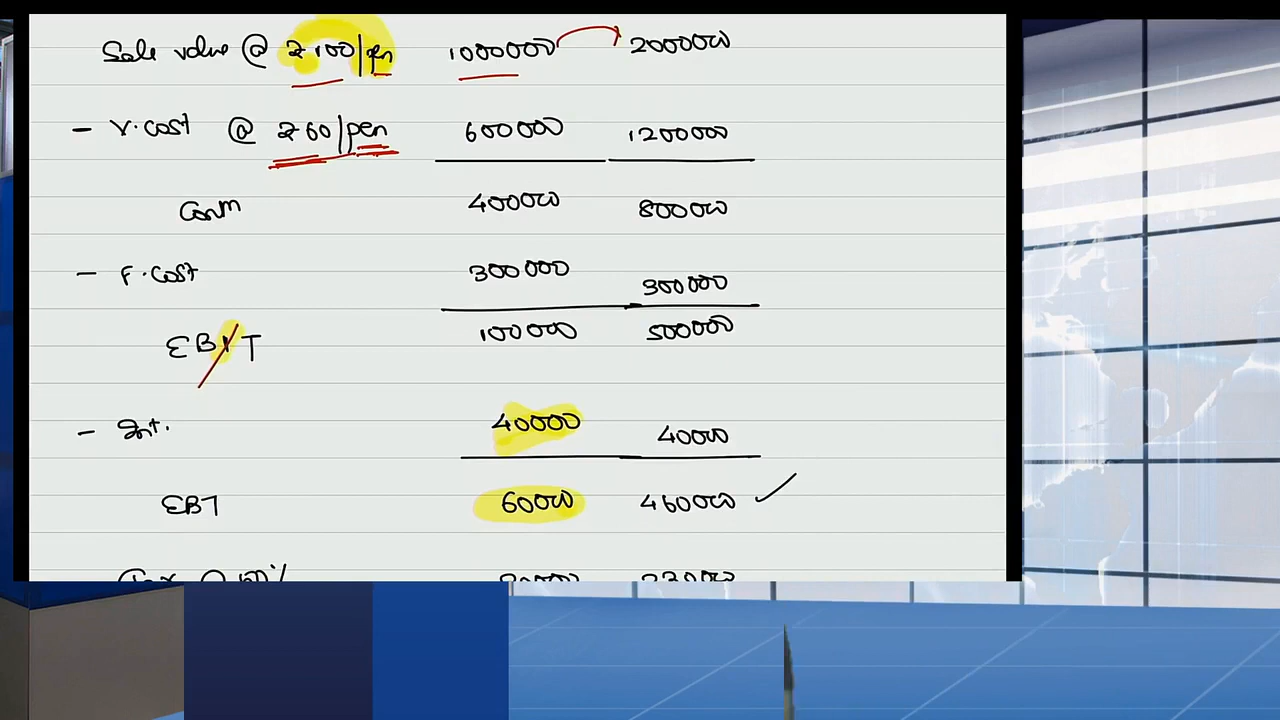 Sale value @ ₹100/pen 1000000 2000000
- V.cost @ ₹60/pen 600000 1200000
Conm 400000 800000
- F.cost 300000 300000
EBIT 100000 500000
- Int. 40000 40000
EBT 60000 460000